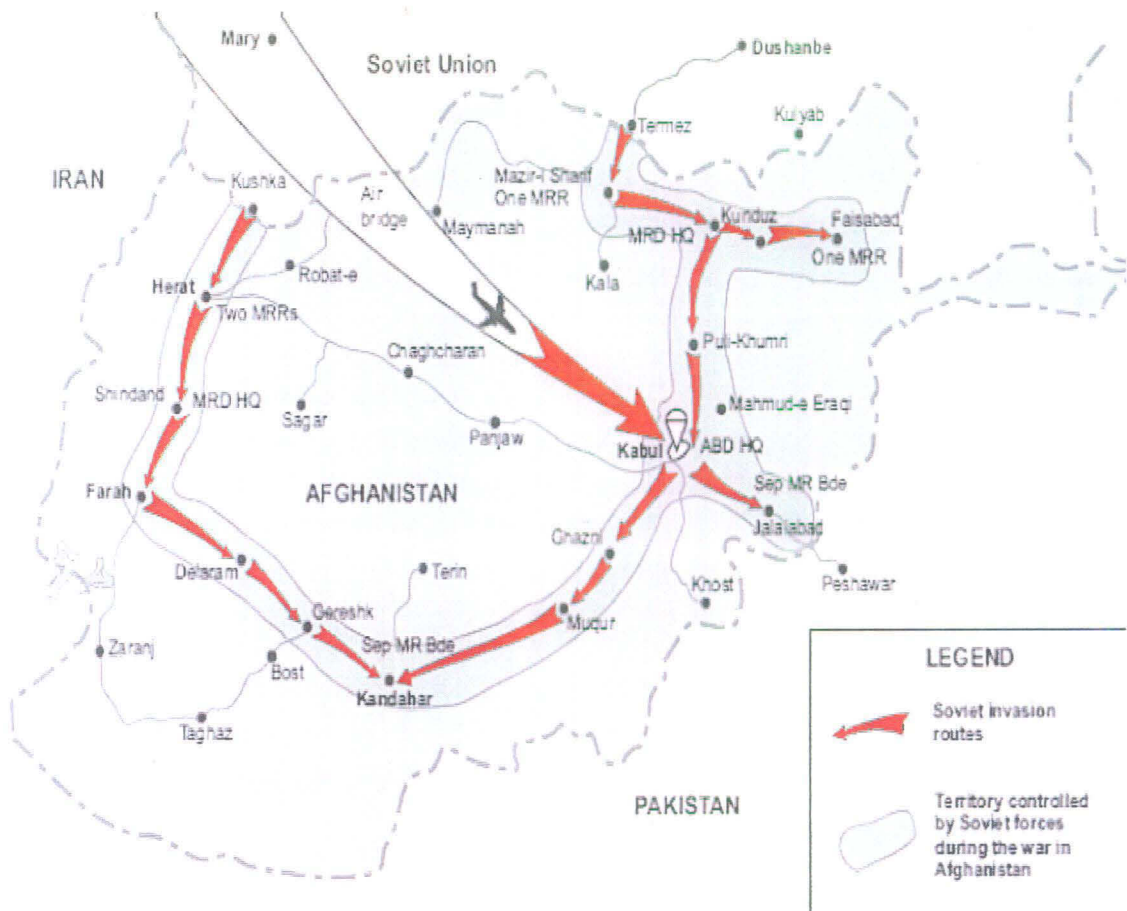 Mary
Soviet Union
Dushanbe
Kulyab
Termez
IRAN
Kushka
Air
bridge
Maymanah
Mazir-i Sharif
One MRR
MRD HQ
Kunduz
Faisabad
One MRR
Robat-e
Kala
Herat
Two MRRs
Chaghcharan
Puli-Khumri
Shindand
MRD HQ
Sagar
Panjaw
Mahmud-e Eraqi
Kabul
ABD HQ
Farah
AFGHANISTAN
Sep MR Bde
Jalalabad
Ghazni
Delaram
Terin
Khost
Peshawar
Gereshk
Muqur
Zaranj
Bost
Sep MR Bde
Kandahar
Taghaz
PAKISTAN
LEGEND
Soviet invasion
routes
Territory controlled
by Soviet forces
during the war in
Afghanistan